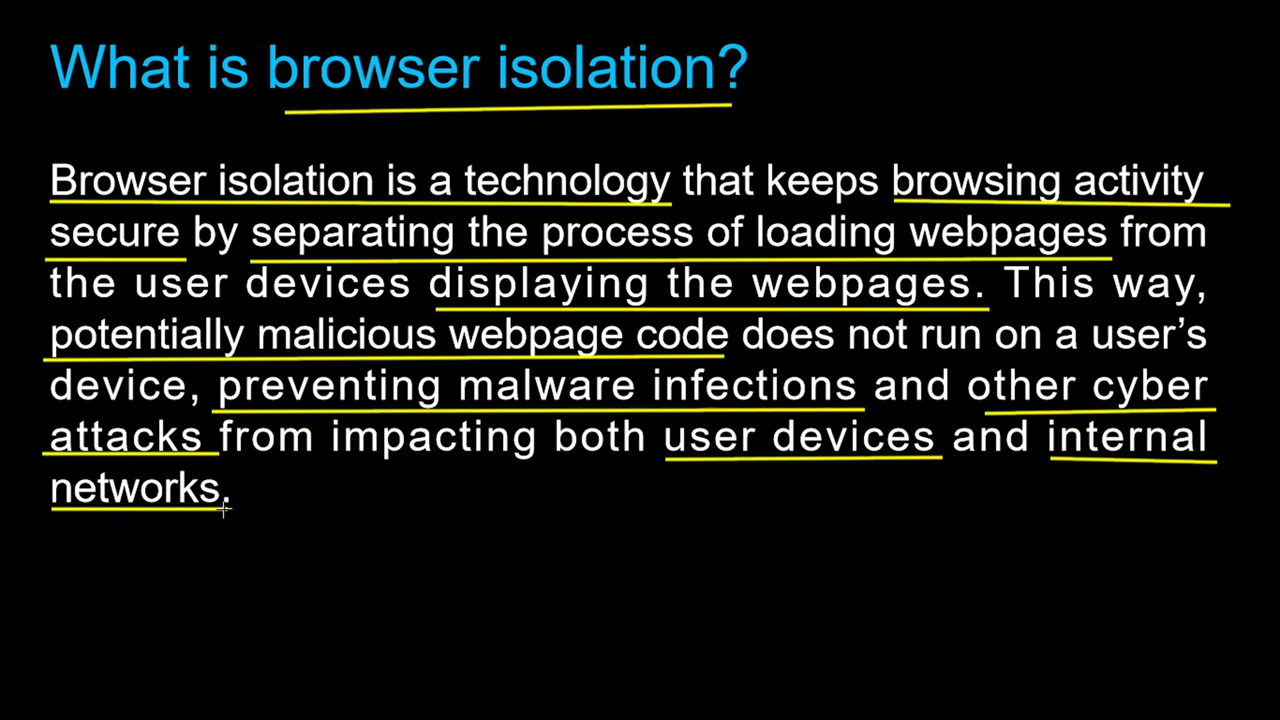 What is browser isolation?
Browser isolation is a technology that keeps browsing activity
secure by separating the process of loading webpages from
the user devices displaying the webpages. This way,
potentially malicious webpage code does not run on a user’s
device, preventing malware infections and other cyber
attacks from impacting both user devices and internal
networks.